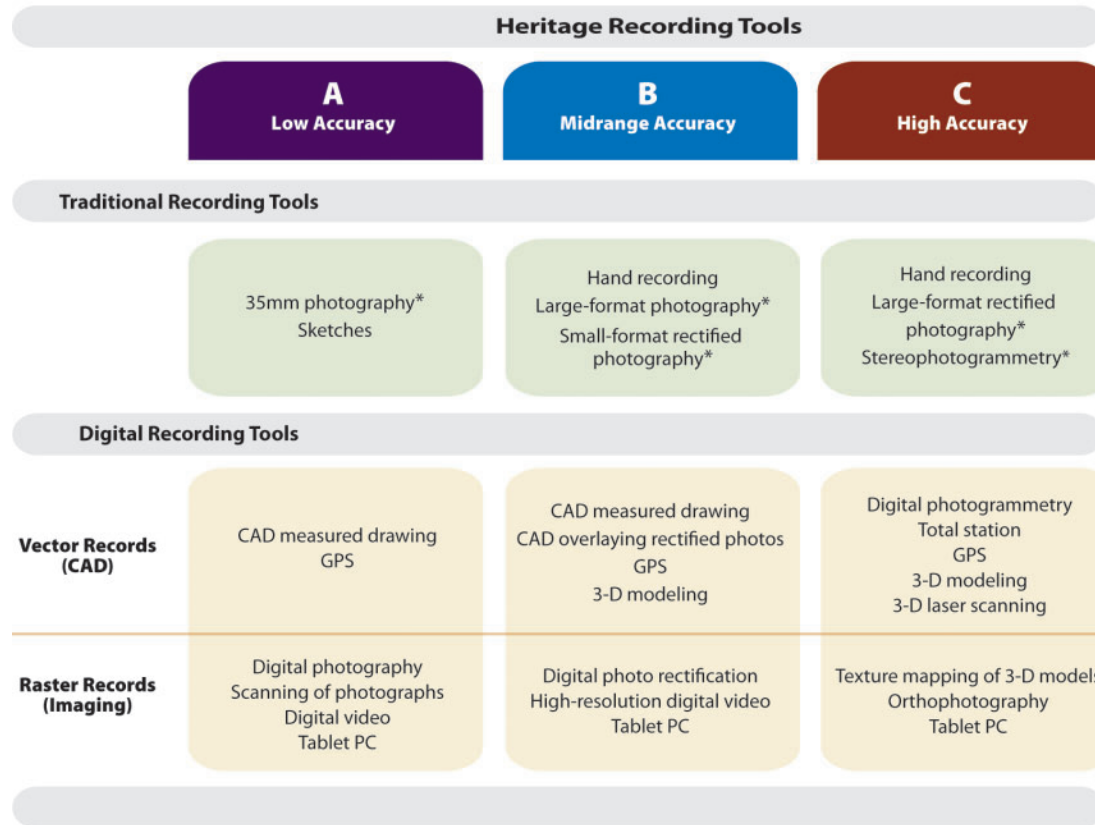 Heritage Recording Tools
A
Low Accuracy
B
Midrange Accuracy
C
High Accuracy
Traditional Recording Tools
35mm photography*
Sketches
Hand recording
Large-format photography*
Small-format rectified
photography*
Hand recording
Large-format rectified
photography*
Stereophotogrammetry*
Digital Recording Tools
Vector Records
(CAD)
CAD measured drawing
GPS
CAD measured drawing
CAD overlaying rectified photos
GPS
3-D modeling
Digital photogrammetry
Total station
GPS
3-D modeling
3-D laser scanning
Raster Records
(Imaging)
Digital photography
Scanning of photographs
Digital video
Tablet PC
Digital photo rectification
High-resolution digital video
Tablet PC
Texture mapping of 3-D models
Orthophotography
Tablet PC